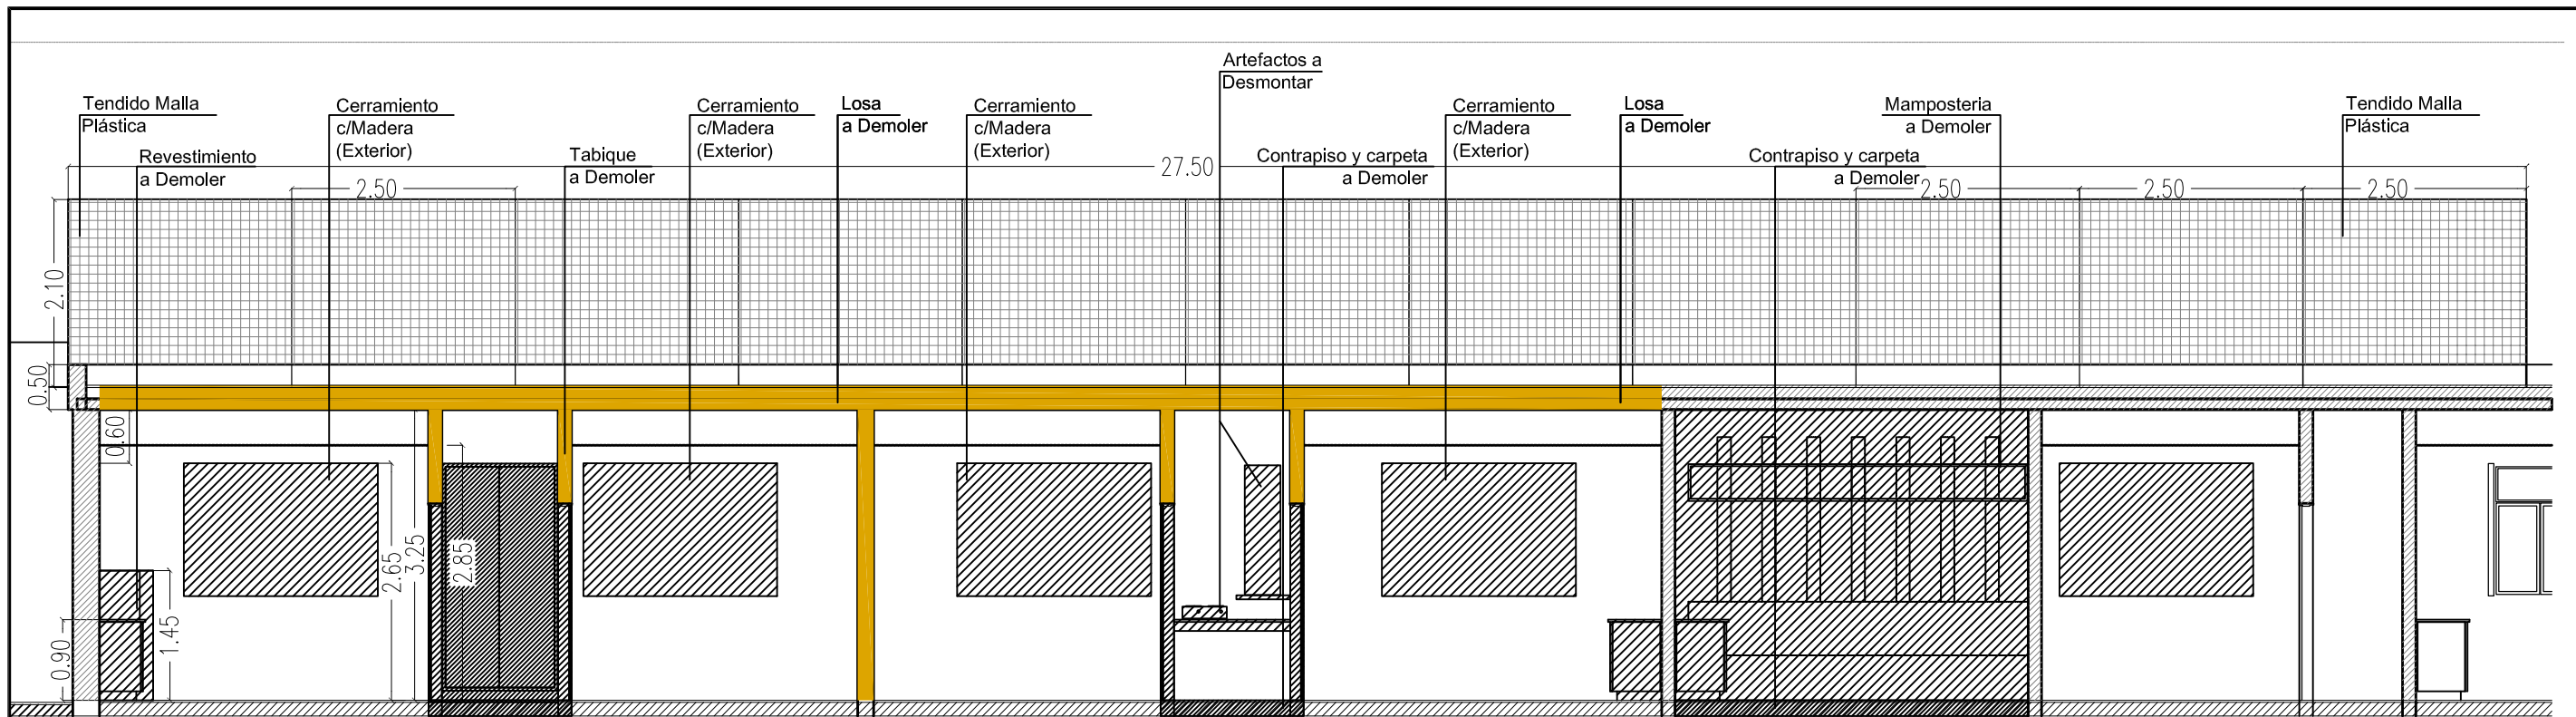 Artefactos a
Desmontar
Tendido Malla
Plástica
Cerramiento
c/Madera
(Exterior)
Cerramiento
c/Madera
(Exterior)
Losa
a Demoler
Cerramiento
c/Madera
(Exterior)
Cerramiento
c/Madera
(Exterior)
Losa
a Demoler
Mamposteria
a Demoler
Tendido Malla
Plástica
Revestimiento
a Demoler
Tabique
a Demoler
27.50
Contrapiso y carpeta
a Demoler
Contrapiso y carpeta
a Demoler
2.50
2.50
2.50
2.50
2.10
0.50
0.60
2.65
3.25
2.85
1.45
0.90